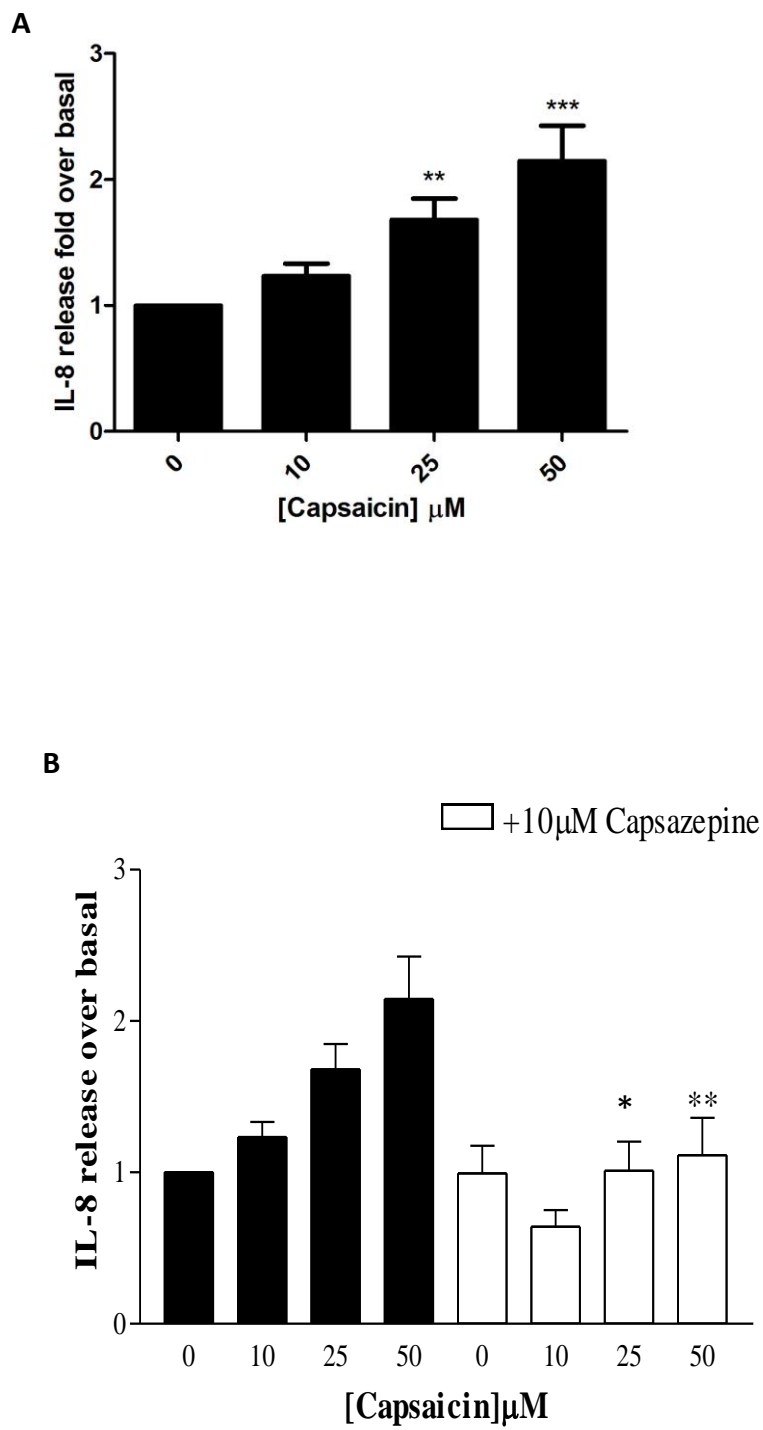 A
3
2
1
0
IL-8 release fold over basal
**
***
0 10 25 50
[Capsaicin] μM
B
+10μM Capsazepine
3
2
1
0
IL-8 release over basal
*
**
0 10 25 50 0 10 25 50
[Capsaicin]μM